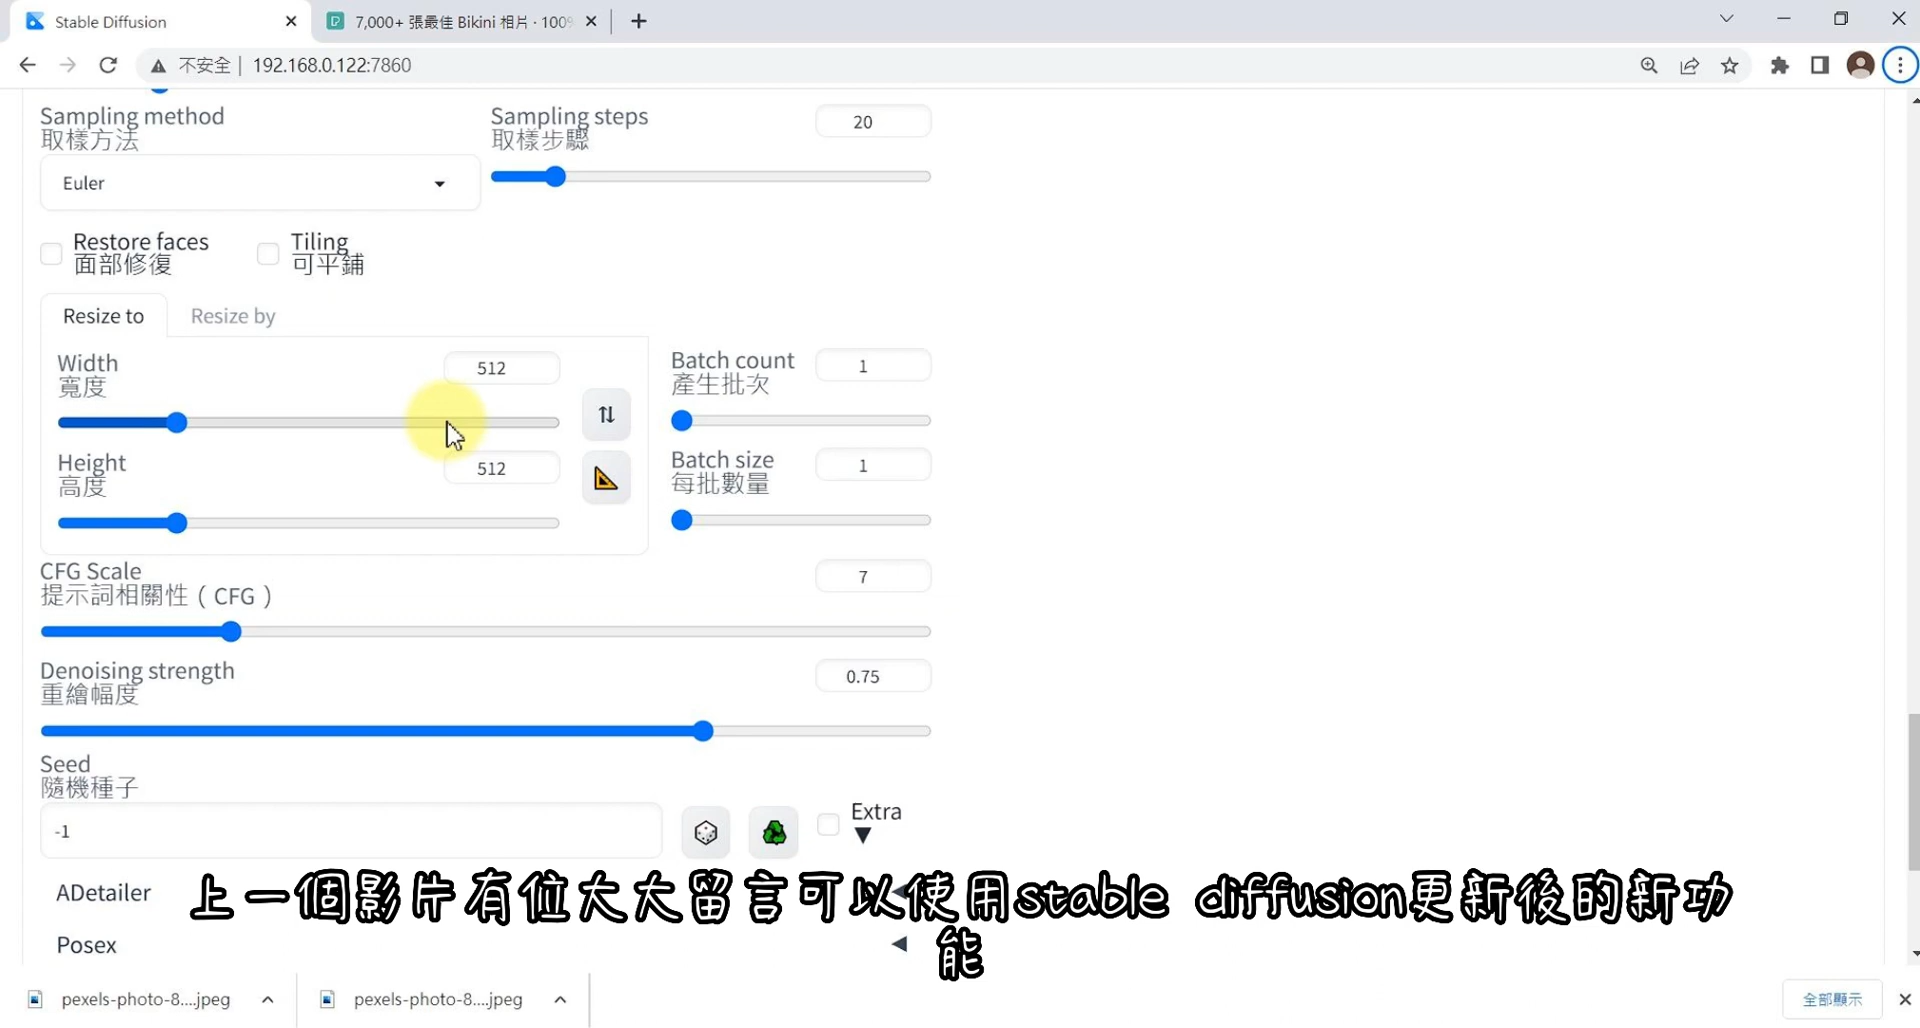 Stable Diffusion
7,000+ 張最佳 Bikini 相片 · 100%
不安全 | 192.168.0.122:7860
Sampling method
取樣方法
Euler
Sampling steps
取樣步驟
20
Restore faces
面部修復
Tiling
可平鋪
Resize to
Resize by
Width
寬度
512
Height
高度
512
Batch count
產生批次
1
Batch size
每批數量
1
CFG Scale
提示詞相關性 ( CFG )
7
Denoising strength
重繪幅度
0.75
Seed
隨機種子
-1
Extra
ADetailer
Posex
上一個影片有位大大留言可以使用stable diffusion更新後的新功
能
pexels-photo-8....jpeg
pexels-photo-8....jpeg
全部顯示